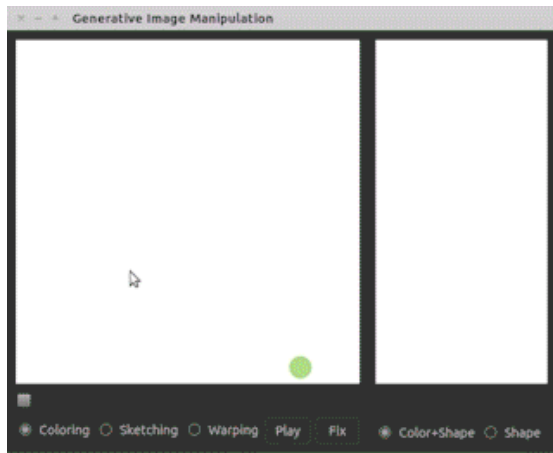 Generative Image Manipulation
Coloring Sketching Warping Play Fix Color+Shape Shape